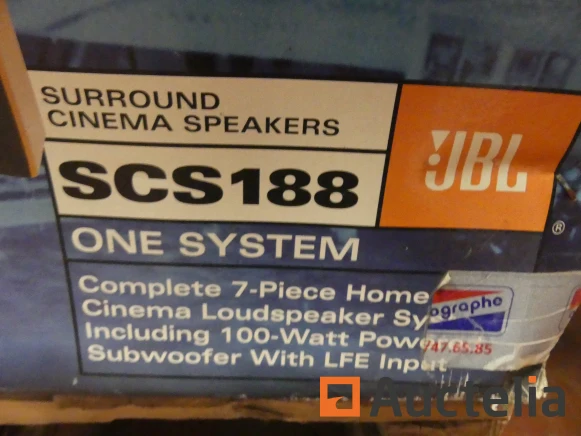 SURROUND
CINEMA SPEAKERS
JBL
SCS188
®
ONE SYSTEM
Complete 7-Piece Home
Cinema Loudspeaker Sy
Including 100-Watt Pow
Subwoofer With LFE Input
ographe
747.65.85
Auctelia